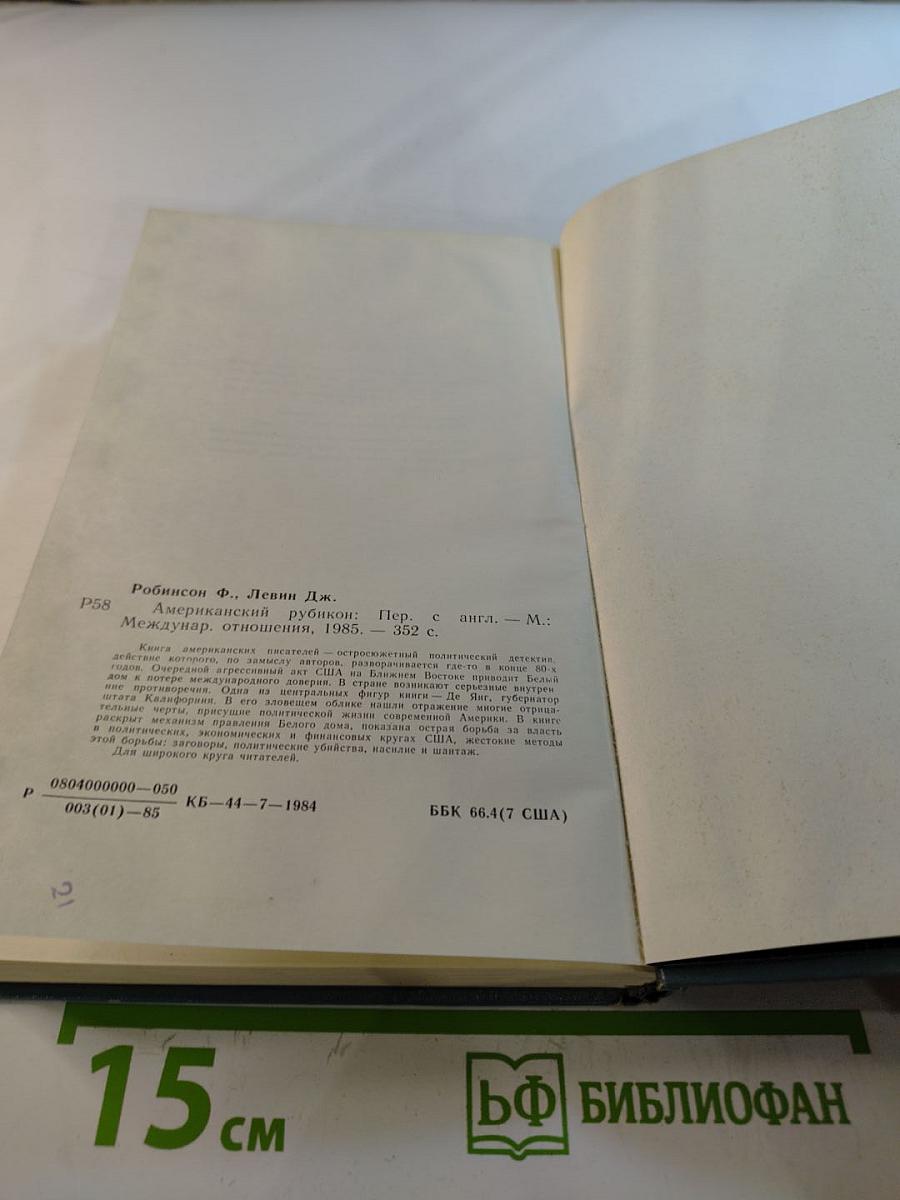 Робинсон Ф., Левин Дж.
Р58 Американский рубикон: Пер. с англ. — М.:
Междунар. отношения, 1985. — 352 с.
Книга американских писателей — остросюжетный политический детектив,
действие которого, по замыслу авторов, разворачивается где-то в конце 80-х
годов. Очередной агрессивный акт США на Ближнем Востоке приводит Белый
дом к потере международного доверия. В стране возникают серьезные внутрен
ние противоречия. Одна из центральных фигур книги — Де Янг, губернатор
штата Калифорния. В его зловещем облике нашли отражение многие отрица-
тельные черты, присущие политической жизни современной Америки. В книге
раскрыт механизм правления Белого дома, показана острая борьба за власть
в политических, экономических и финансовых кругах США, жестокие методы
этой борьбы: заговоры, политические убийства, насилие и шантаж.
Для широкого круга читателей.
Р 0804000000—050
003(01)—85 КБ—44—7—1984 ББК 66.4(7 США)
21
15 см ЬФ БИБЛИОФАН